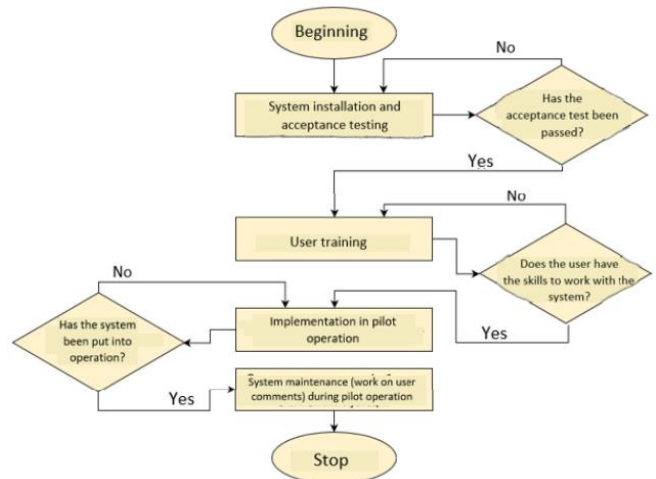 Beginning
No
System installation and
acceptance testing
Has the
acceptance test been
passed?
Yes
No
User training
Does the user have
the skills to work with the
system?
No
Has the system
been put into
operation?
Implementation in pilot
operation
Yes
System maintenance (work on user
comments) during pilot operation
Yes
Stop